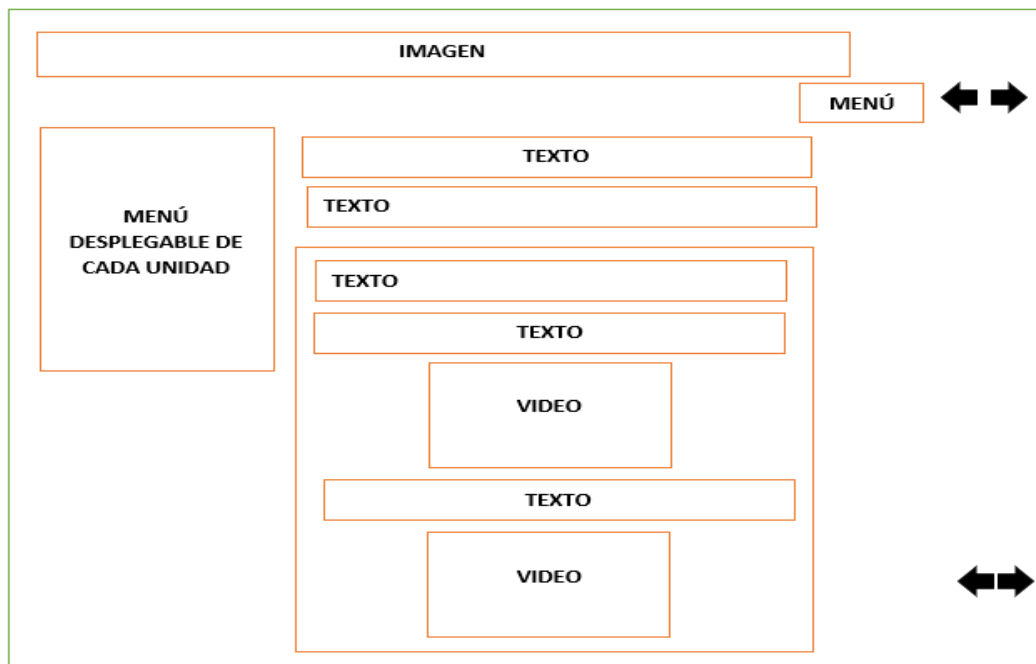 IMAGEN
MENÚ
MENÚ
DESPLEGABLE DE
CADA UNIDAD
TEXTO
TEXTO
TEXTO
TEXTO
VIDEO
TEXTO
VIDEO